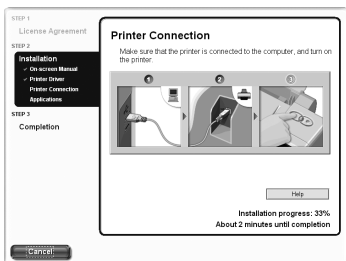 STEP 1
License Agreement
STEP 2
Installation
✓ On-screen Manual
✓ Printer Driver
Printer Connection
Applications
STEP 3
Completion
Cancel
Printer Connection
Make sure that the printer is connected to the computer, and turn on
the printer.
1 2 3
Help
Installation progress: 33%
About 2 minutes until completion